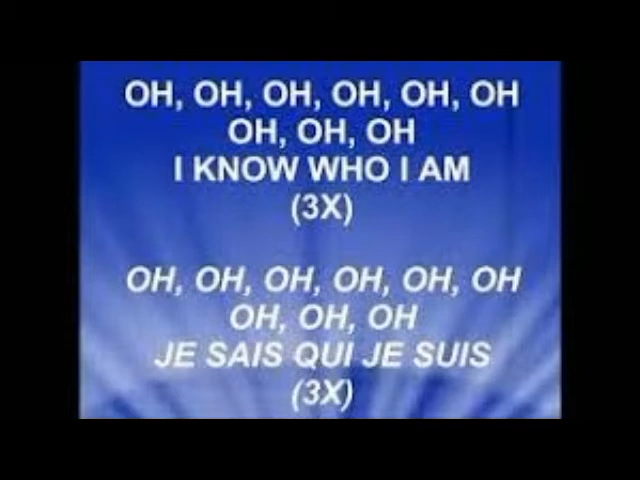 OH, OH, OH, OH, OH, OH
OH, OH, OH
I KNOW WHO I AM
(3X)
OH, OH, OH, OH, OH, OH
OH, OH, OH
JE SAIS QUI JE SUIS
(3X)